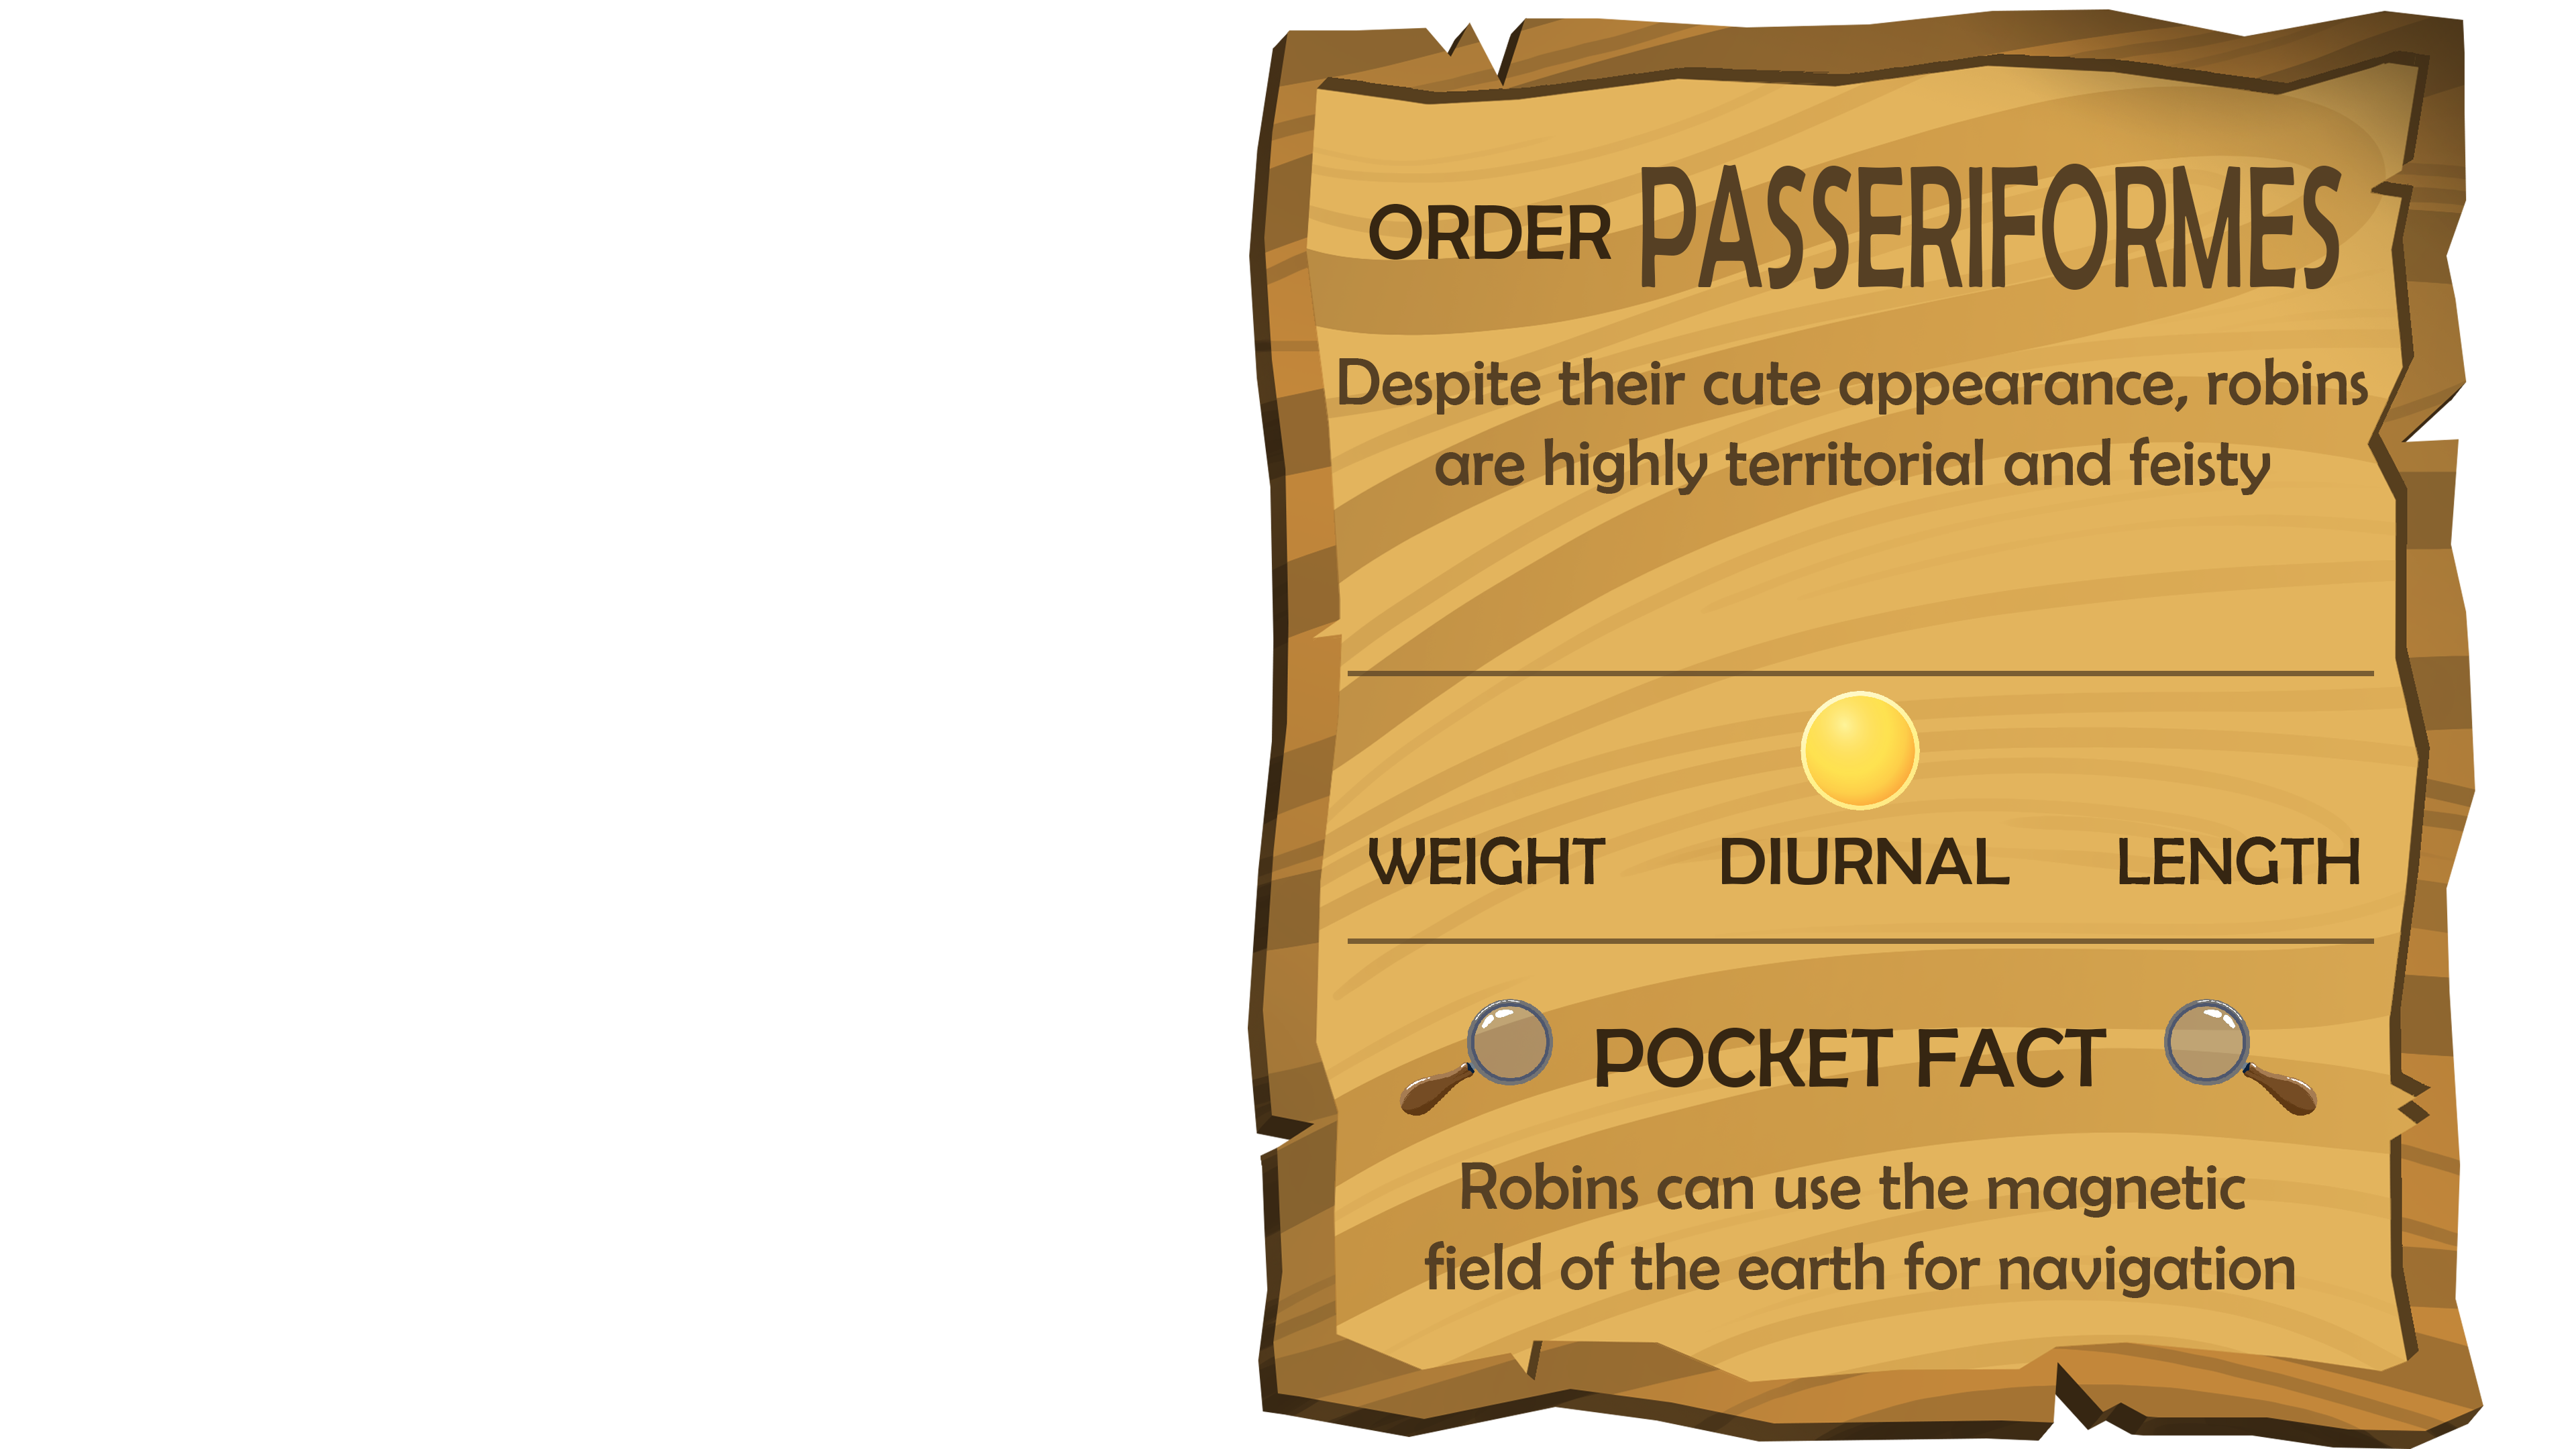 ORDER PASSERIFORMES
Despite their cute appearance, robins
are highly territorial and feisty
WEIGHT DIURNAL LENGTH
POCKET FACT
Robins can use the magnetic
field of the earth for navigation